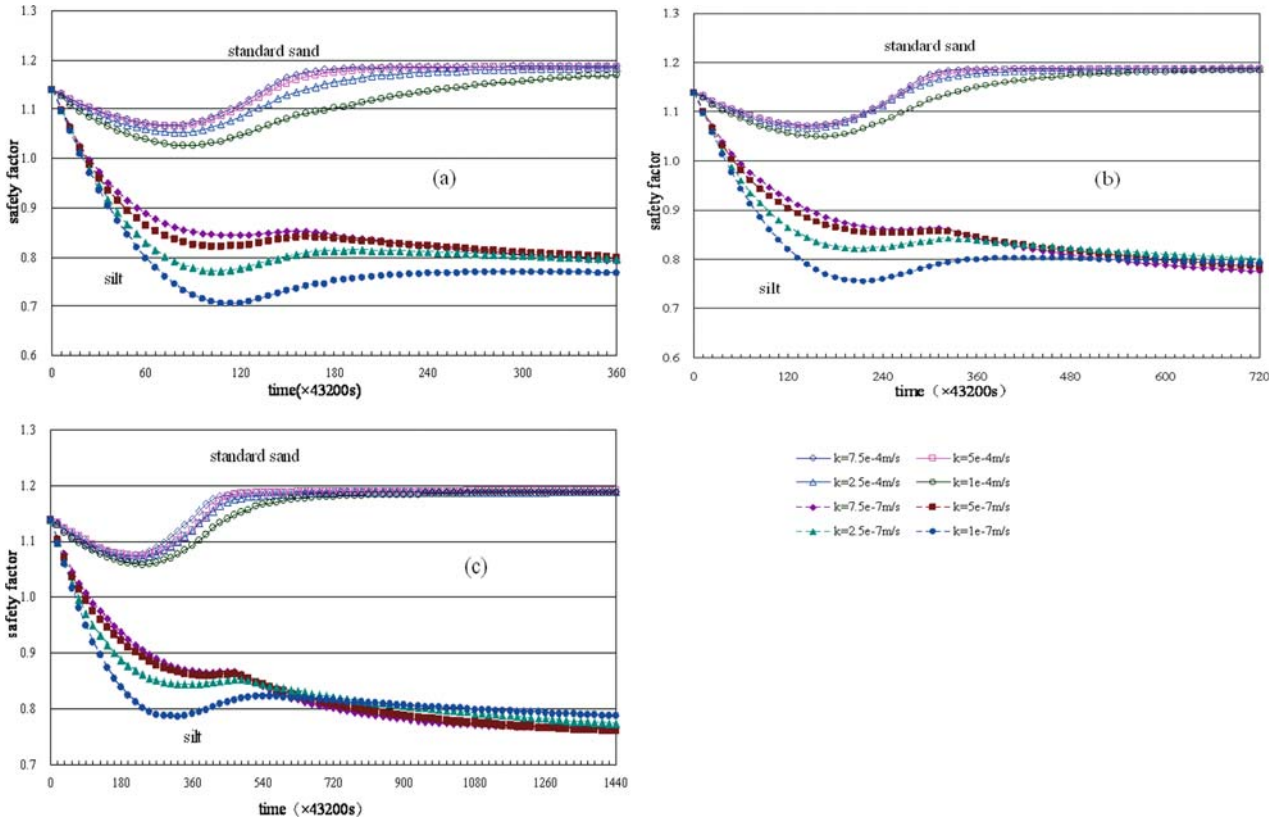 1.3
1.2
1.1
1.0
0.9
0.8
0.7
0.6
safety factor
standard sand
(a)
silt
0 60 120 180 240 300 360
time(×43200s)
1.3
1.2
1.1
1.0
0.9
0.8
0.7
0.6
safety factor
standard sand
(b)
silt
0 120 240 360 480 600 720
time（×43200s）
1.3
1.2
1.1
1.0
0.9
0.8
0.7
safety factor
standard sand
(c)
silt
0 180 360 540 720 900 1080 1260 1440
time（×43200s）
k=7.5e-4m/s k=5e-4m/s
k=2.5e-4m/s k=1e-4m/s
k=7.5e-7m/s k=5e-7m/s
k=2.5e-7m/s k=1e-7m/s